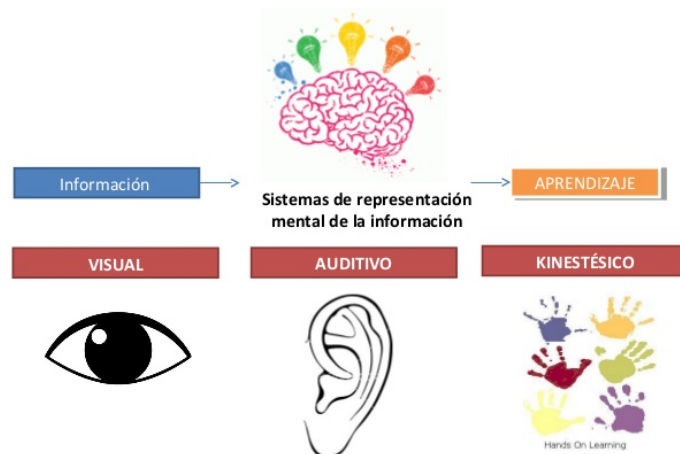 Información
Sistemas de representación
mental de la información
APRENDIZAJE
VISUAL
AUDITIVO
KINESTÉSICO
Hands On Learning